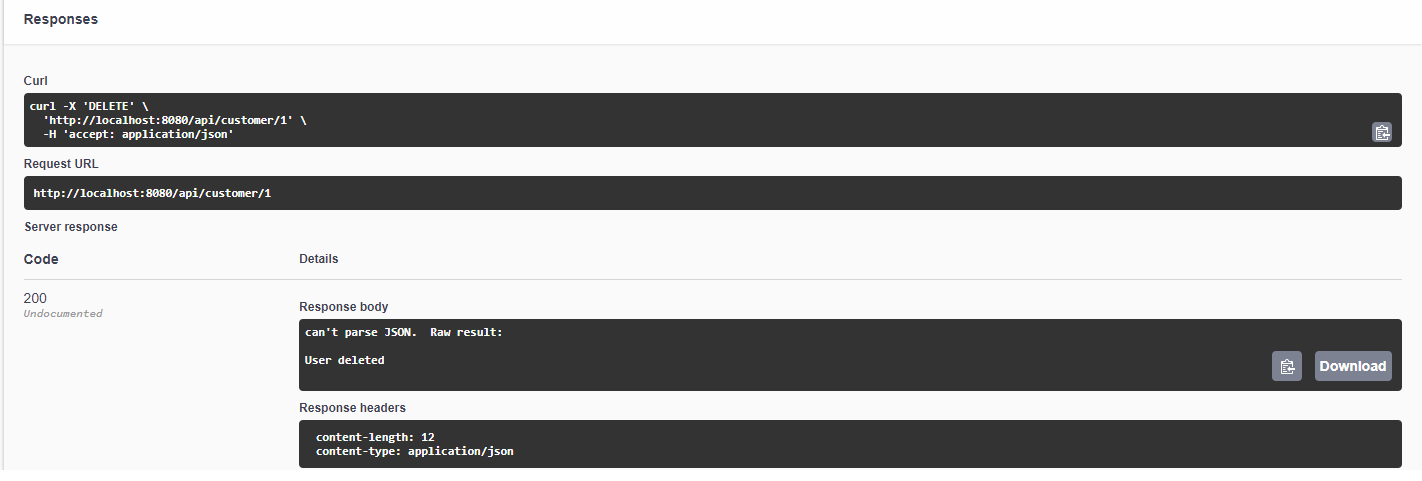 Responses
Curl
curl -X 'DELETE' \
  'http://localhost:8080/api/customer/1' \
  -H 'accept: application/json'
Request URL
http://localhost:8080/api/customer/1
Server response
Code Details
200
Undocumented
Response body
can't parse JSON.  Raw result:
User deleted
Download
Response headers
content-length: 12
content-type: application/json